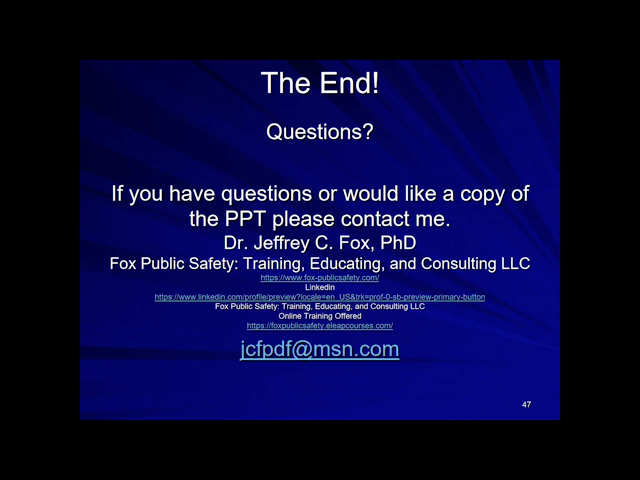 The End!
Questions?
If you have questions or would like a copy of
the PPT please contact me.
Dr. Jeffrey C. Fox, PhD
Fox Public Safety: Training, Educating, and Consulting LLC
https://www.fox-publicsafety.com/
Linkedin
https://www.linkedin.com/profile/preview?locale=en_US&trk=prof-0-sb-preview-primary-button
Fox Public Safety: Training, Educating, and Consulting LLC
Online Training Offered
https://foxpublicsafety.eleapcourses.com/
jcfpdf@msn.com
47